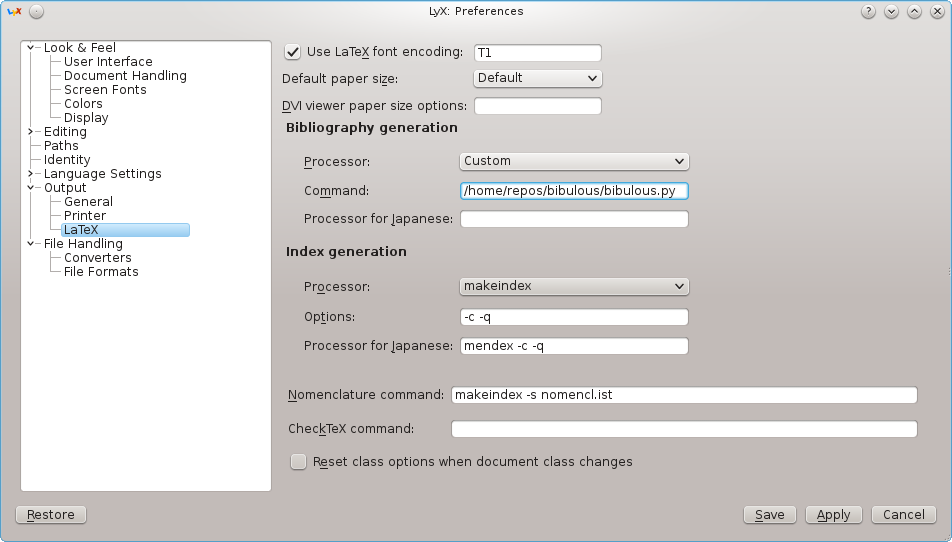 LyX: Preferences
Look & Feel
User Interface
Document Handling
Screen Fonts
Colors
Display
Editing
Paths
Identity
Language Settings
Output
General
Printer
LaTeX
File Handling
Converters
File Formats
Use LaTeX font encoding: T1
Default paper size: Default
DVI viewer paper size options:
Bibliography generation
Processor: Custom
Command: /home/repos/bibulous/bibulous.py
Processor for Japanese:
Index generation
Processor: makeindex
Options: -c -q
Processor for Japanese: mendex -c -q
Nomenclature command: makeindex -s nomencl.ist
CheckTeX command:
Reset class options when document class changes
Restore Save Apply Cancel